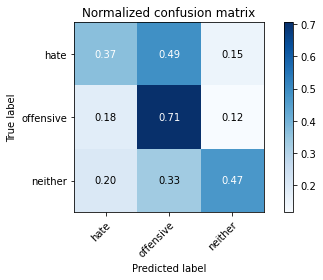 Normalized confusion matrix
hate 0.37 0.49 0.15
offensive 0.18 0.71 0.12
neither 0.20 0.33 0.47
hate offensive neither
True label
Predicted label
0.7
0.6
0.5
0.4
0.3
0.2